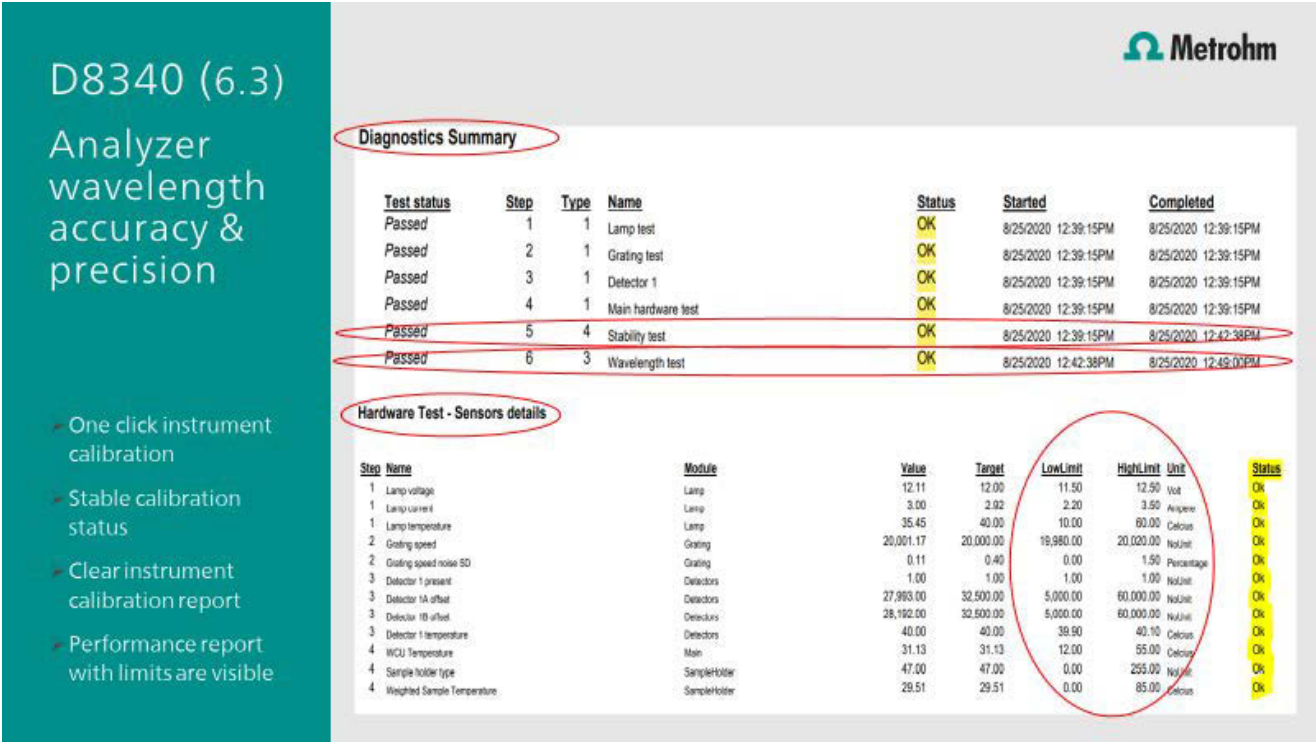 Metrohm
D8340 (6.3)
Analyzer
wavelength
accuracy &
precision
One click instrument
calibration
Stable calibration
status
Clear instrument
calibration report
Performance report
with limits are visible
Diagnostics Summary
Test status Step Type Name Status Started Completed
Passed 1 1 Lamp test OK 8/25/2020 12:39:15PM 8/25/2020 12:39:15PM
Passed 2 1 Grating test OK 8/25/2020 12:39:15PM 8/25/2020 12:39:15PM
Passed 3 1 Detector 1 OK 8/25/2020 12:39:15PM 8/25/2020 12:39:15PM
Passed 4 1 Main hardware test OK 8/25/2020 12:39:15PM 8/25/2020 12:39:15PM
Passed 5 4 Stability test OK 8/25/2020 12:39:15PM 8/25/2020 12:42:38PM
Passed 6 3 Wavelength test OK 8/25/2020 12:42:38PM 8/25/2020 12:49:00PM
Hardware Test - Sensors details
Step Name Module Value Target LowLimit HighLimit Unit Status
1 Lamp voltage Lamp 12.11 12.00 11.50 12.50 Volt Ok
1 Lamp current Lamp 3.00 2.92 2.20 3.50 Ampere Ok
1 Lamp temperature Lamp 35.45 40.00 10.00 60.00 Celcius Ok
2 Grating speed Grating 20,001.17 20,000.00 19,980.00 20,020.00 NoUnit Ok
2 Grating speed noise SD Grating 0.11 0.40 0.00 1.50 Percentage Ok
3 Detector 1 present Detectors 1.00 1.00 1.00 1.00 NoUnit Ok
3 Detector 1A offset Detectors 27,993.00 32,500.00 5,000.00 60,000.00 NoUnit Ok
3 Detector 1B offset Detectors 28,192.00 32,500.00 5,000.00 60,000.00 NoUnit Ok
3 Detector 1 temperature Detectors 40.00 40.00 39.90 40.10 Celcius Ok
4 WCU Temperature Main 31.13 31.13 12.00 55.00 Celcius Ok
4 Sample holder type SampleHolder 47.00 47.00 0.00 255.00 NoUnit Ok
4 Weighted Sample Temperature SampleHolder 29.51 29.51 0.00 85.00 Celcius Ok